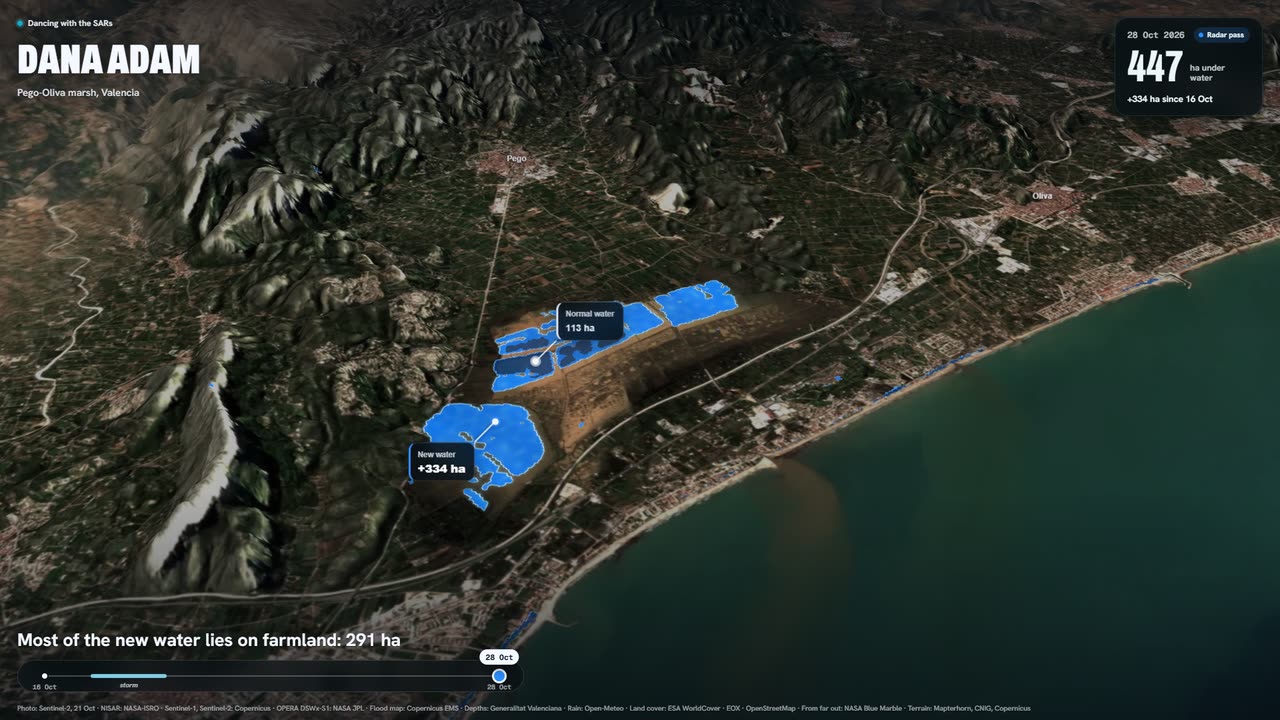 Dancing with the SARs
DANA ADAM
Pego-Oliva marsh, Valencia
28 Oct 2026
Radar pass
447
ha under
water
+334 ha since 16 Oct
Pego
Oliva
Normal water
113 ha
New water
+334 ha
Most of the new water lies on farmland: 291 ha
28 Oct
16 Oct
storm
28 Oct
Photo: Sentinel-2, 21 Oct · NISAR: NASA-ISRO · Sentinel-1, Sentinel-2: Copernicus · OPERA DSWx-S1: NASA JPL · Flood map: Copernicus EMS · Depths: Generalitat Valenciana · Rain: Open-Meteo · Land cover: ESA WorldCover · EOX · OpenStreetMap · From far out: NASA Blue Marble · Terrain: Mapterhorn, CNIG, Copernicus